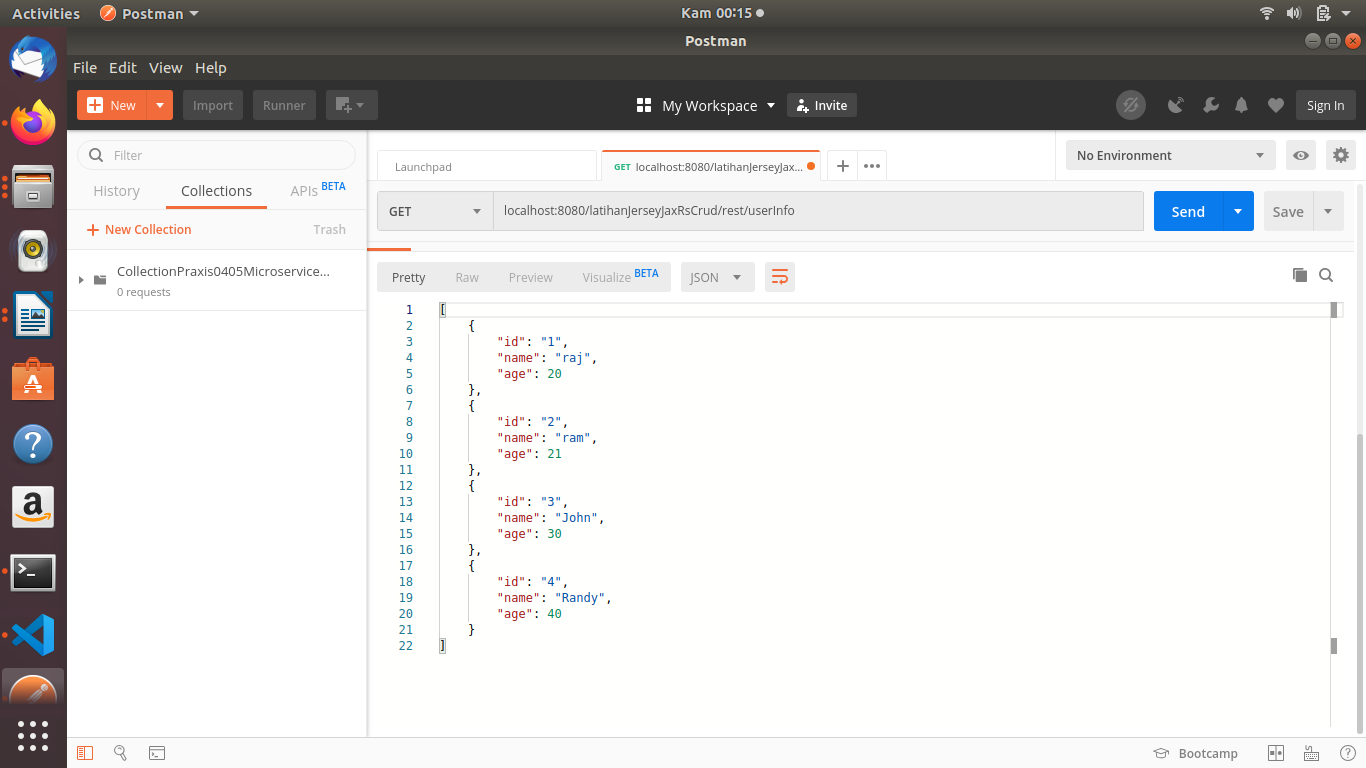 Activities Postman Kam 00:15
Postman
File Edit View Help
New Import Runner My Workspace Invite Sign In
Filter
History Collections APIs BETA
New Collection Trash
CollectionPraxis0405Microservice...
0 requests
Launchpad GET localhost:8080/latihanJerseyJax... No Environment
GET localhost:8080/latihanJerseyJaxRsCrud/rest/userInfo Send Save
Pretty Raw Preview Visualize BETA JSON
1 [
2 {
3 "id": "1",
4 "name": "raj",
5 "age": 20
6 },
7 {
8 "id": "2",
9 "name": "ram",
10 "age": 21
11 },
12 {
13 "id": "3",
14 "name": "John",
15 "age": 30
16 },
17 {
18 "id": "4",
19 "name": "Randy",
20 "age": 40
21 }
22 ]
Bootcamp